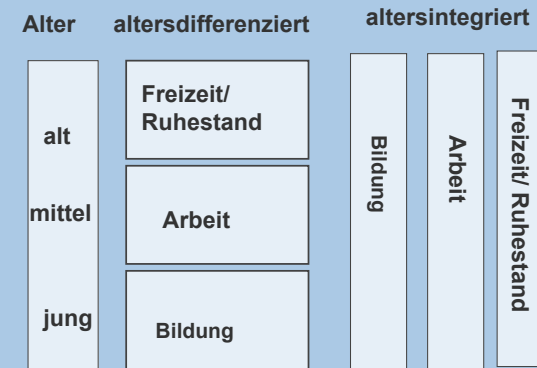 Alter
altersdifferenziert
altersintegriert
alt
mittel
jung
Freizeit/
Ruhestand
Arbeit
Bildung
Bildung
Arbeit
Freizeit/ Ruhestand